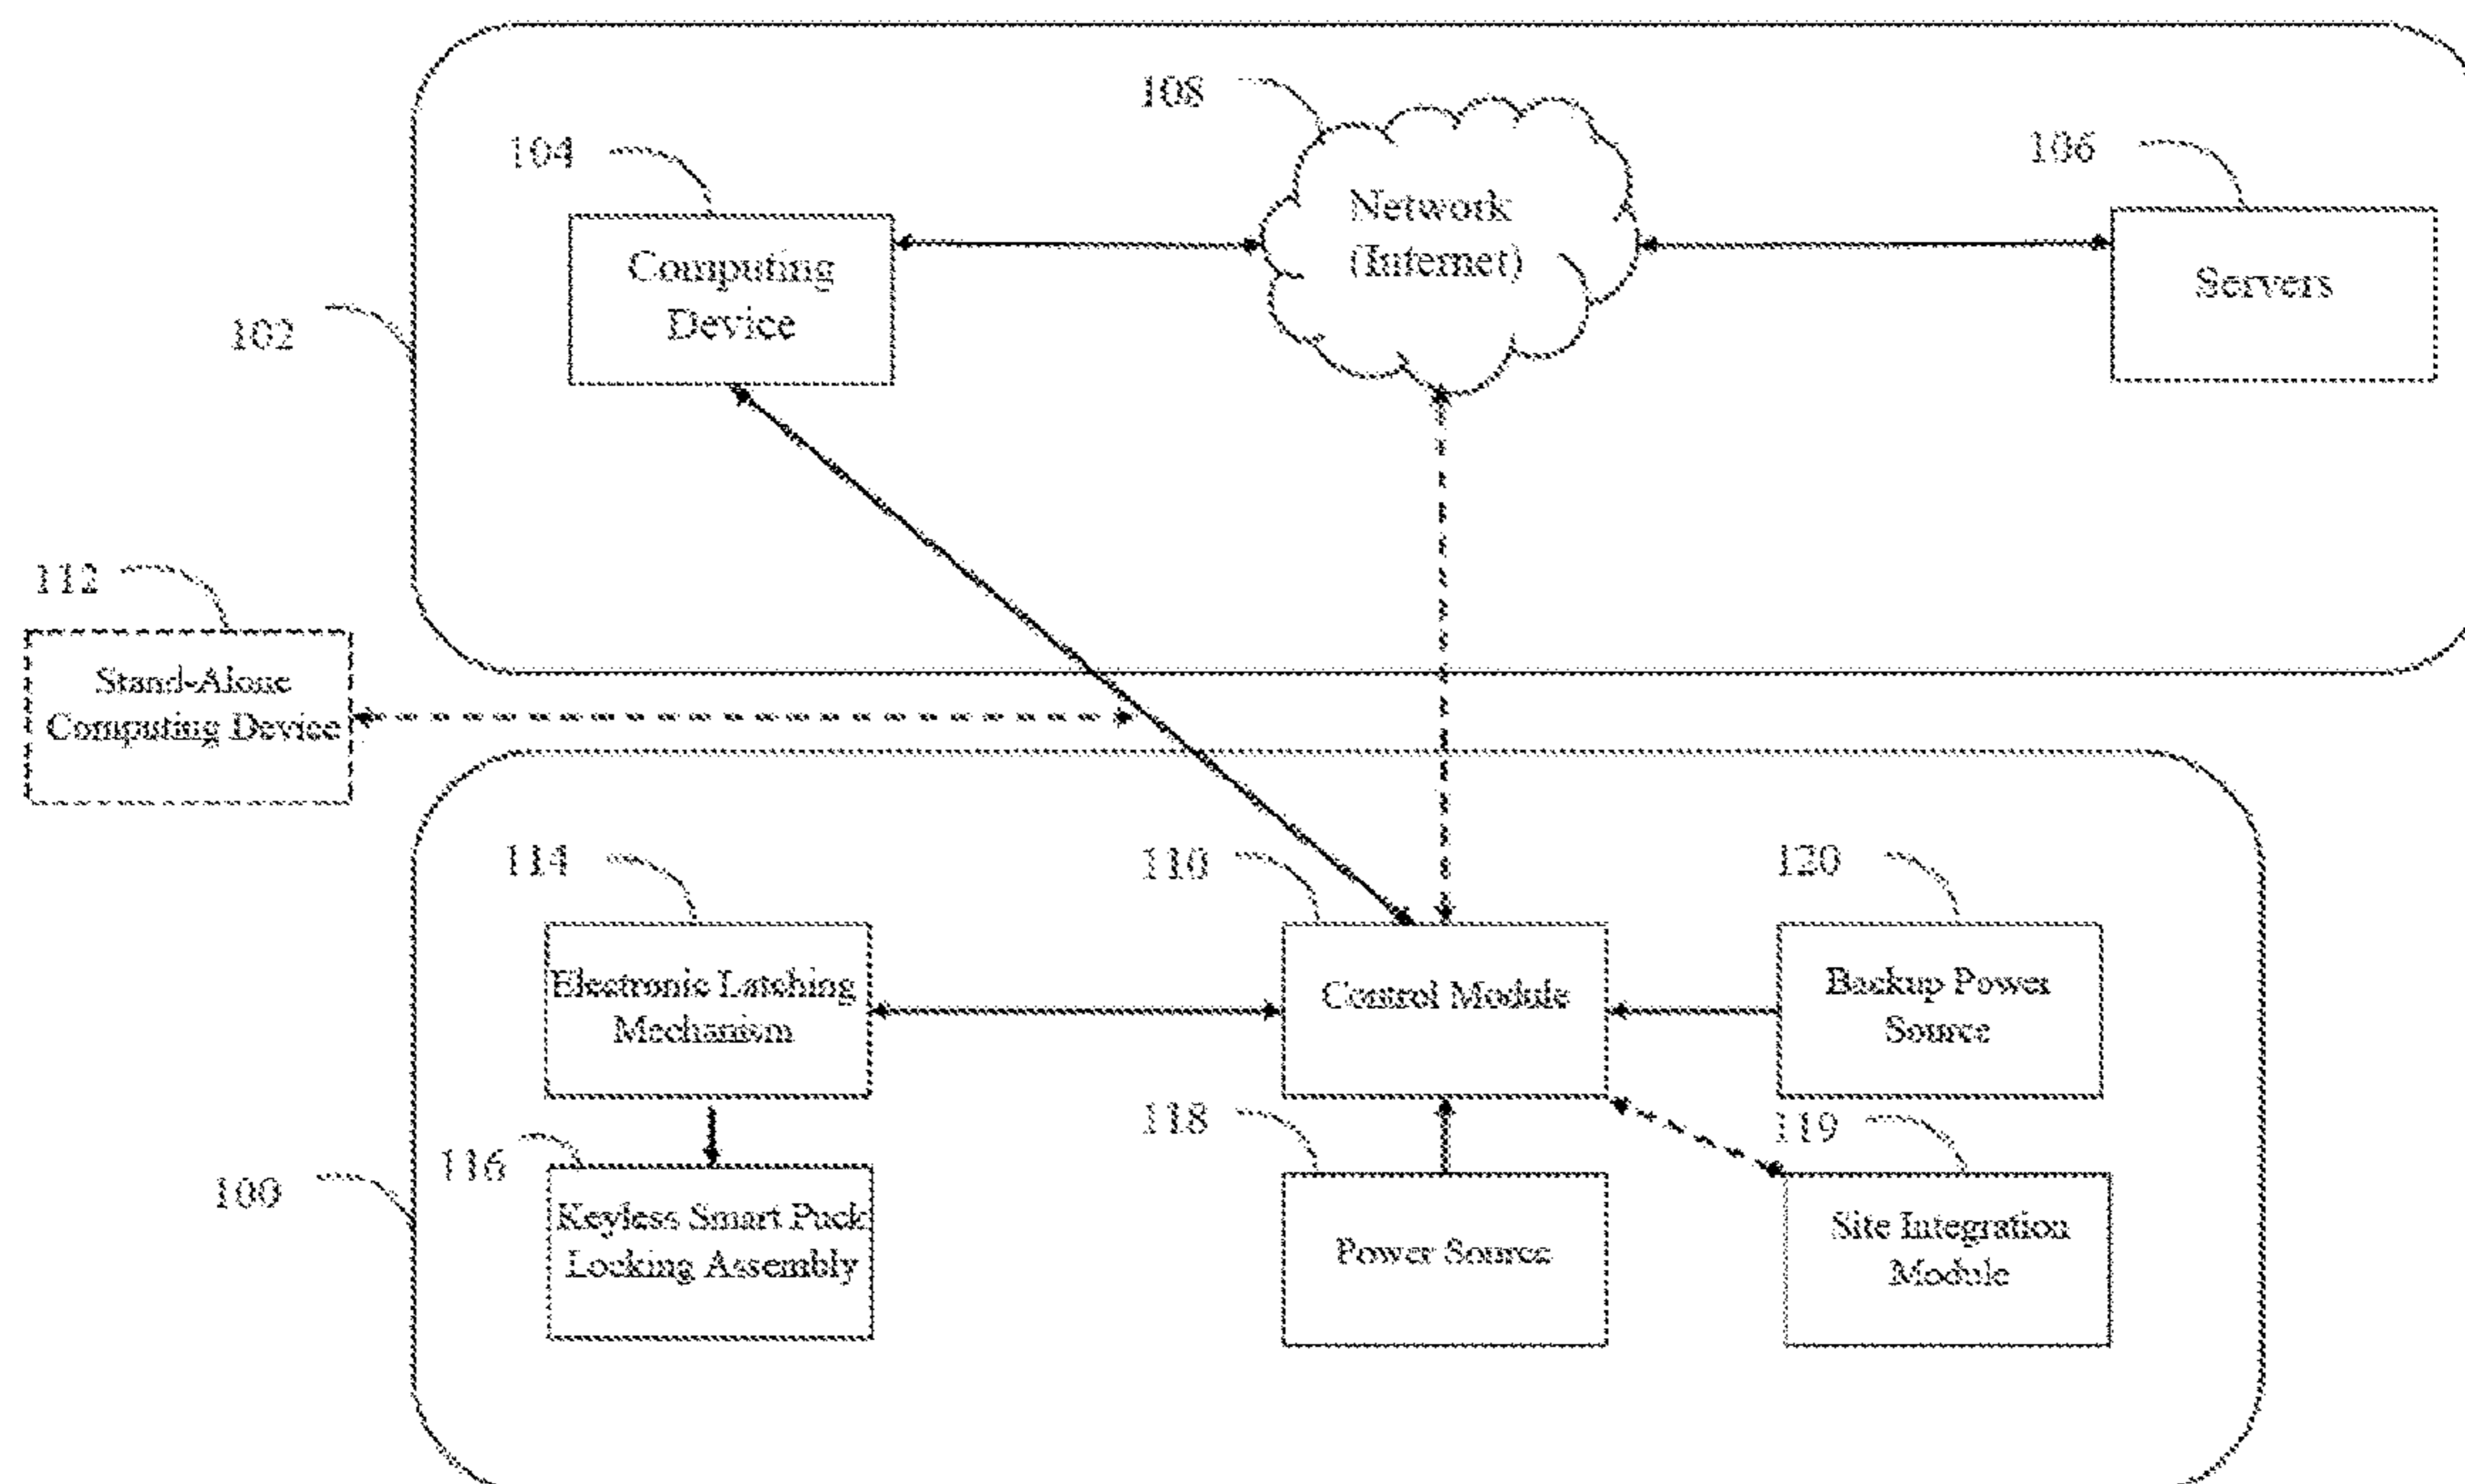 108
104
106
Network
(Internet)
Computing
Device
Servers
102
112
Stand-Alone
Computing Device
114
110
120
Electronic Latching
Mechanism
Control Module
Backup Power
Source
118
119
116
100
Keyless Smart Puck
Locking Assembly
Power Source
Site Integration
Module